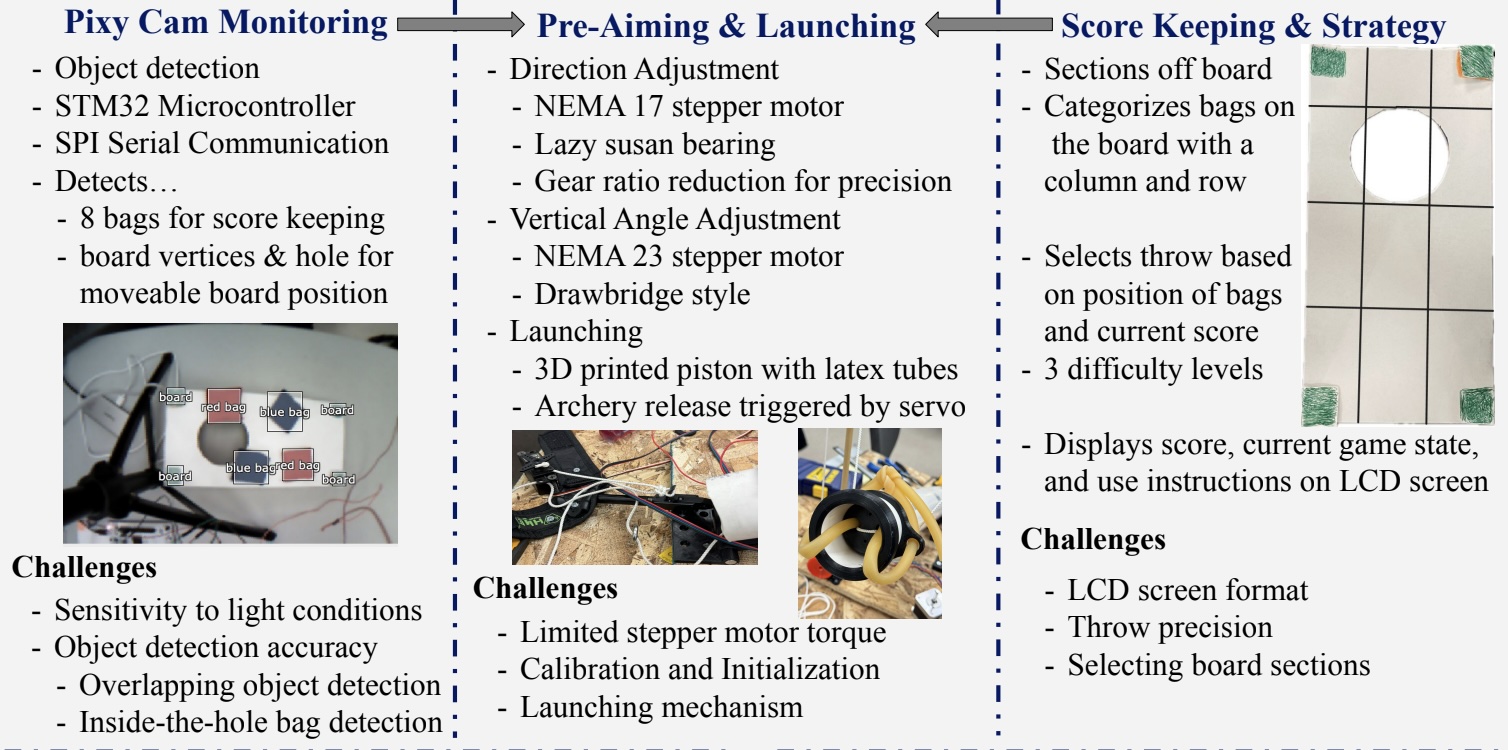 Pixy Cam Monitoring
- Object detection
- STM32 Microcontroller
- SPI Serial Communication
- Detects…
- 8 bags for score keeping
- board vertices & hole for
moveable board position
board
red bag
blue bag
board
board
blue bag
red bag
board
Challenges
- Sensitivity to light conditions
- Object detection accuracy
- Overlapping object detection
- Inside-the-hole bag detection
Pre-Aiming & Launching
- Direction Adjustment
- NEMA 17 stepper motor
- Lazy susan bearing
- Gear ratio reduction for precision
- Vertical Angle Adjustment
- NEMA 23 stepper motor
- Drawbridge style
- Launching
- 3D printed piston with latex tubes
- Archery release triggered by servo
Challenges
- Limited stepper motor torque
- Calibration and Initialization
- Launching mechanism
Score Keeping & Strategy
- Sections off board
- Categorizes bags on
the board with a
column and row
- Selects throw based
on position of bags
and current score
- 3 difficulty levels
- Displays score, current game state,
and use instructions on LCD screen
Challenges
- LCD screen format
- Throw precision
- Selecting board sections